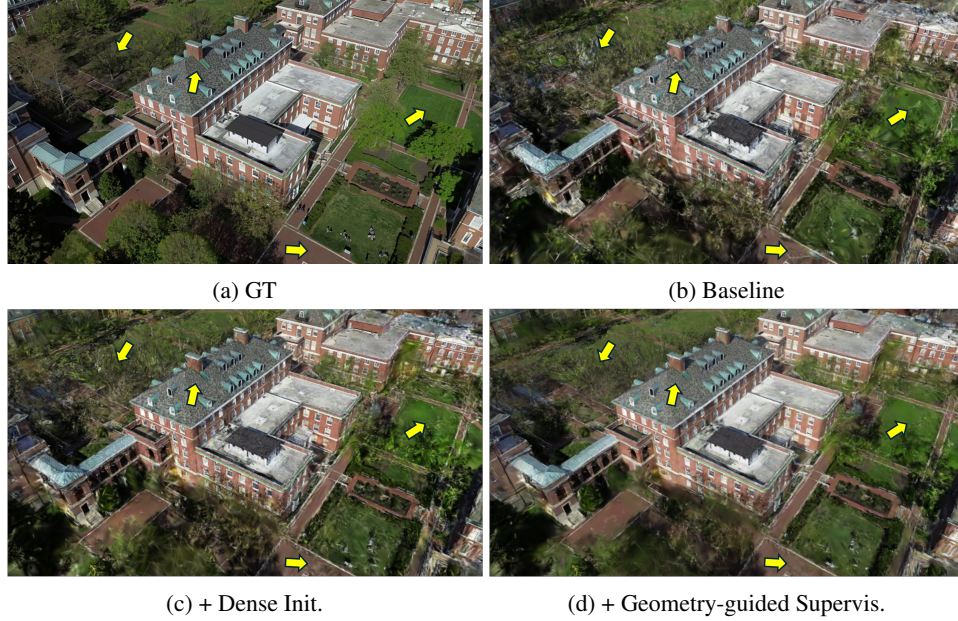 (a) GT
(b) Baseline
(c) + Dense Init.
(d) + Geometry-guided Supervis.